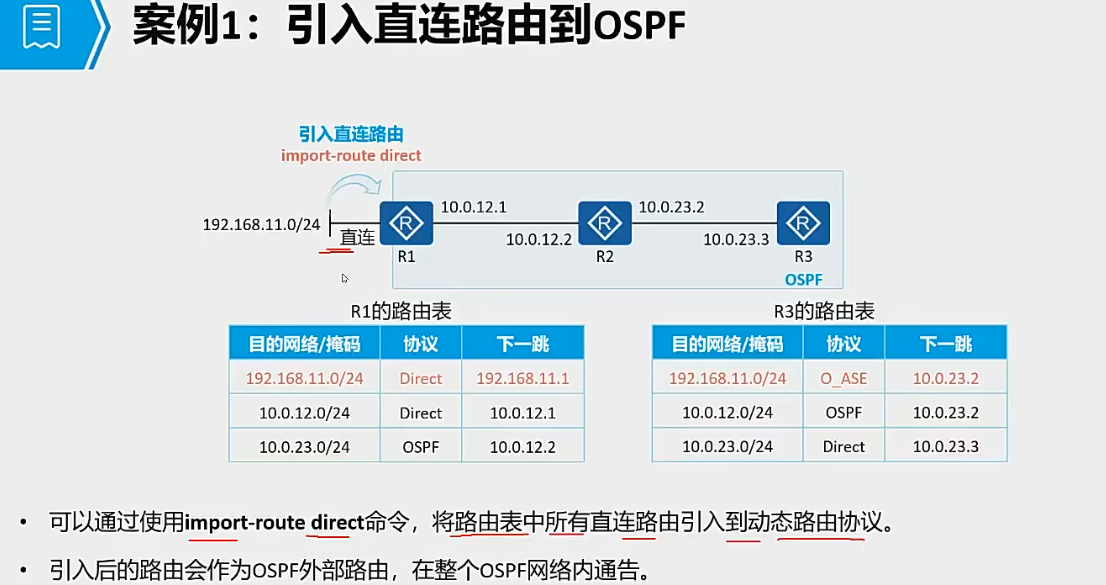 案例1：引入直连路由到OSPF
引入直连路由
import-route direct
192.168.11.0/24
直连
10.0.12.1
10.0.12.2
10.0.23.2
10.0.23.3
R
R
R
R1
R2
R3
OSPF
R1的路由表
目的网络/掩码 协议 下一跳
192.168.11.0/24 Direct 192.168.11.1
10.0.12.0/24 Direct 10.0.12.1
10.0.23.0/24 OSPF 10.0.12.2
R3的路由表
目的网络/掩码 协议 下一跳
192.168.11.0/24 O_ASE 10.0.23.2
10.0.12.0/24 OSPF 10.0.23.2
10.0.23.0/24 Direct 10.0.23.3
• 可以通过使用import-route direct命令，将路由表中所有直连路由引入到动态路由协议。
• 引入后的路由会作为OSPF外部路由，在整个OSPF网络内通告。